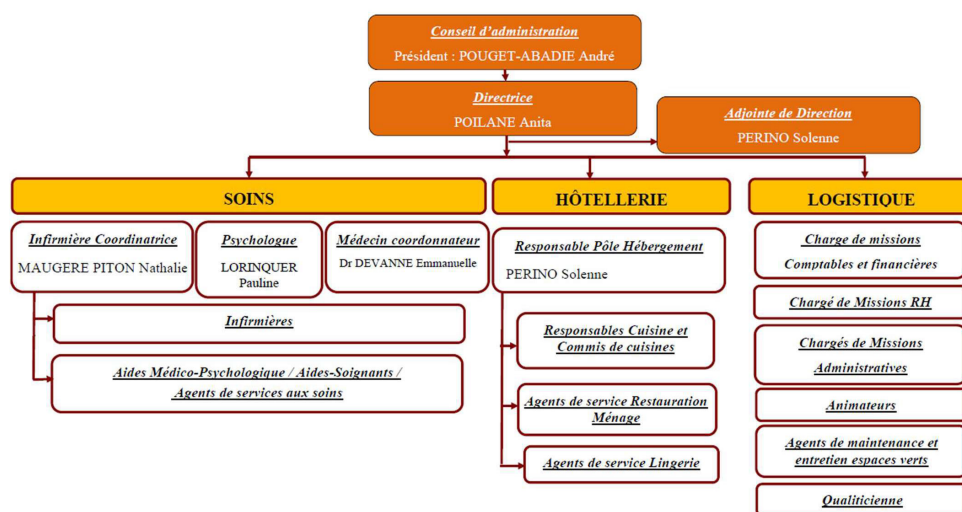 Conseil d'administration
Président : POUGET-ABADIE André
Directrice
POILANE Anita
Adjointe de Direction
PERINO Solenne
SOINS
HÔTELLERIE
LOGISTIQUE
Infirmière Coordinatrice
MAUGERE PITON Nathalie
Psychologue
LORINQUER
Pauline
Médecin coordonnateur
Dr DEVANNE Emmanuelle
Infirmières
Aides Médico-Psychologique / Aides-Soignants /
Agents de services aux soins
Responsable Pôle Hébergement
PERINO Solenne
Responsables Cuisine et
Commis de cuisines
Agents de service Restauration
Ménage
Agents de service Lingerie
Charge de missions
Comptables et financières
Chargé de Missions RH
Chargés de Missions
Administratives
Animateurs
Agents de maintenance et
entretien espaces verts
Qualiticienne